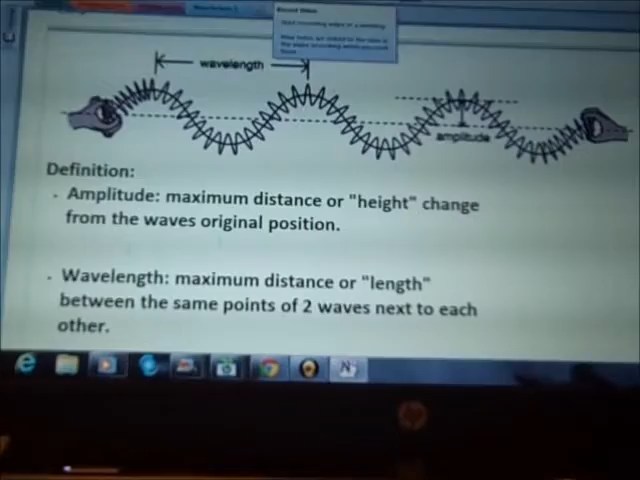 wavelength
amplitude
Definition:
Amplitude: maximum distance or "height" change
from the waves original position.
Wavelength: maximum distance or "length"
between the same points of 2 waves next to each
other.